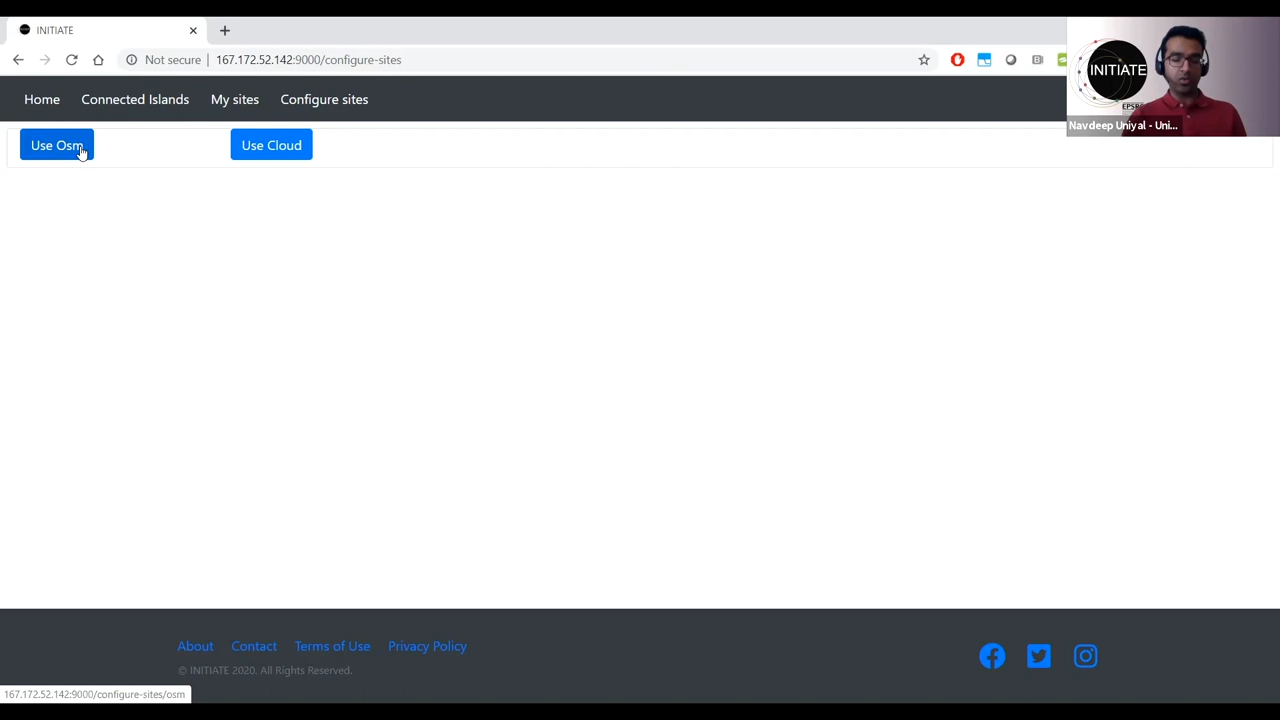 INITIATE
Not secure 167.172.52.142:9000/configure-sites
INITIATE
EPSRC
Navdeep Uniyal - Uni...
Home Connected Islands My sites Configure sites
Use Osm Use Cloud
About Contact Terms of Use Privacy Policy
© INITIATE 2020. All Rights Reserved.
167.172.52.142:9000/configure-sites/osm